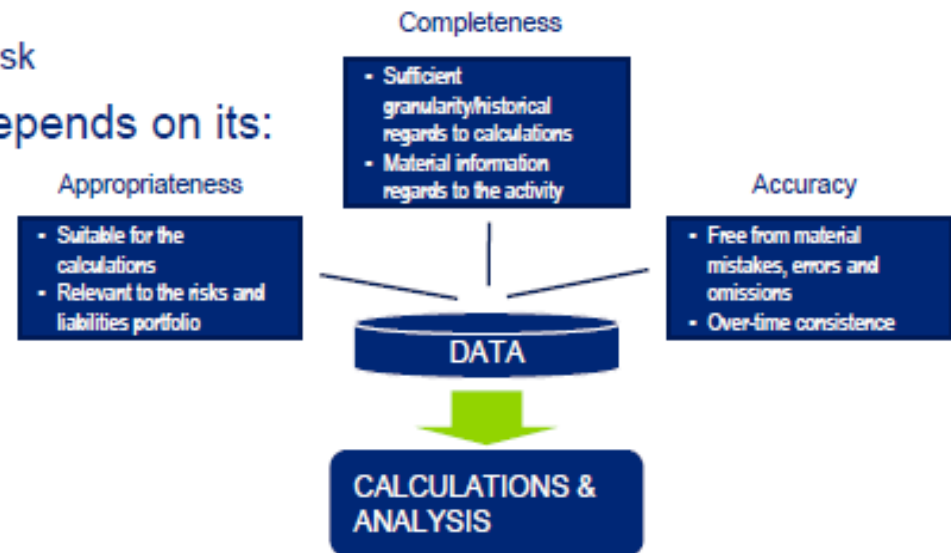 Completeness
sk
epends on its:
- Sufficient
granularity/historical
regards to calculations
- Material information
regards to the activity
Appropriateness
- Suitable for the
calculations
- Relevant to the risks and
liabilities portfolio
Accuracy
- Free from material
mistakes, errors and
omissions
- Over-time consistence
DATA
CALCULATIONS &
ANALYSIS